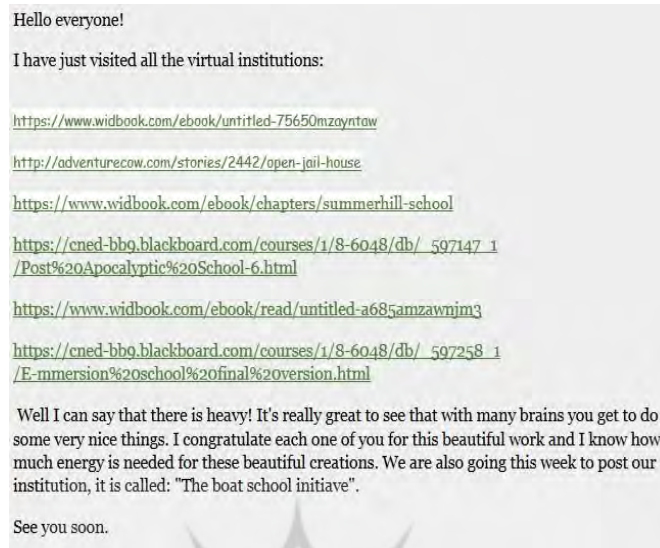 Hello everyone!
I have just visited all the virtual institutions:
https://www.widbook.com/ebook/untitled-75650mzayntaw
http://adventurecow.com/stories/2442/open-jail-house
https://www.widbook.com/ebook/chapters/summerhill-school
https://cned-bb9.blackboard.com/courses/1/8-6048/db/_597147_1
/Post%20Apocalyptic%20School-6.html
https://www.widbook.com/ebook/read/untitled-a685amzawnjm3
https://cned-bb9.blackboard.com/courses/1/8-6048/db/_597258_1
/E-mmersion%20school%20final%20version.html
Well I can say that there is heavy! It's really great to see that with many brains you get to do
some very nice things. I congratulate each one of you for this beautiful work and I know how
much energy is needed for these beautiful creations. We are also going this week to post our
institution, it is called: "The boat school initiave".
See you soon.